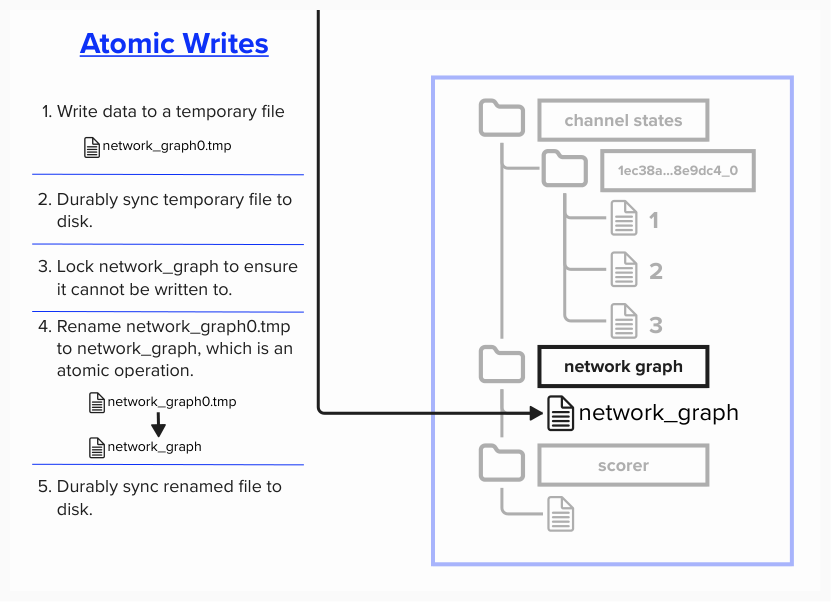 Atomic Writes
1. Write data to a temporary file
network_graph0.tmp
2. Durably sync temporary file to
disk.
3. Lock network_graph to ensure
it cannot be written to.
4. Rename network_graph0.tmp
to network_graph, which is an
atomic operation.
network_graph0.tmp
network_graph
5. Durably sync renamed file to
disk.
channel states
1ec38a...8e9dc4_0
1
2
3
network graph
network_graph
scorer